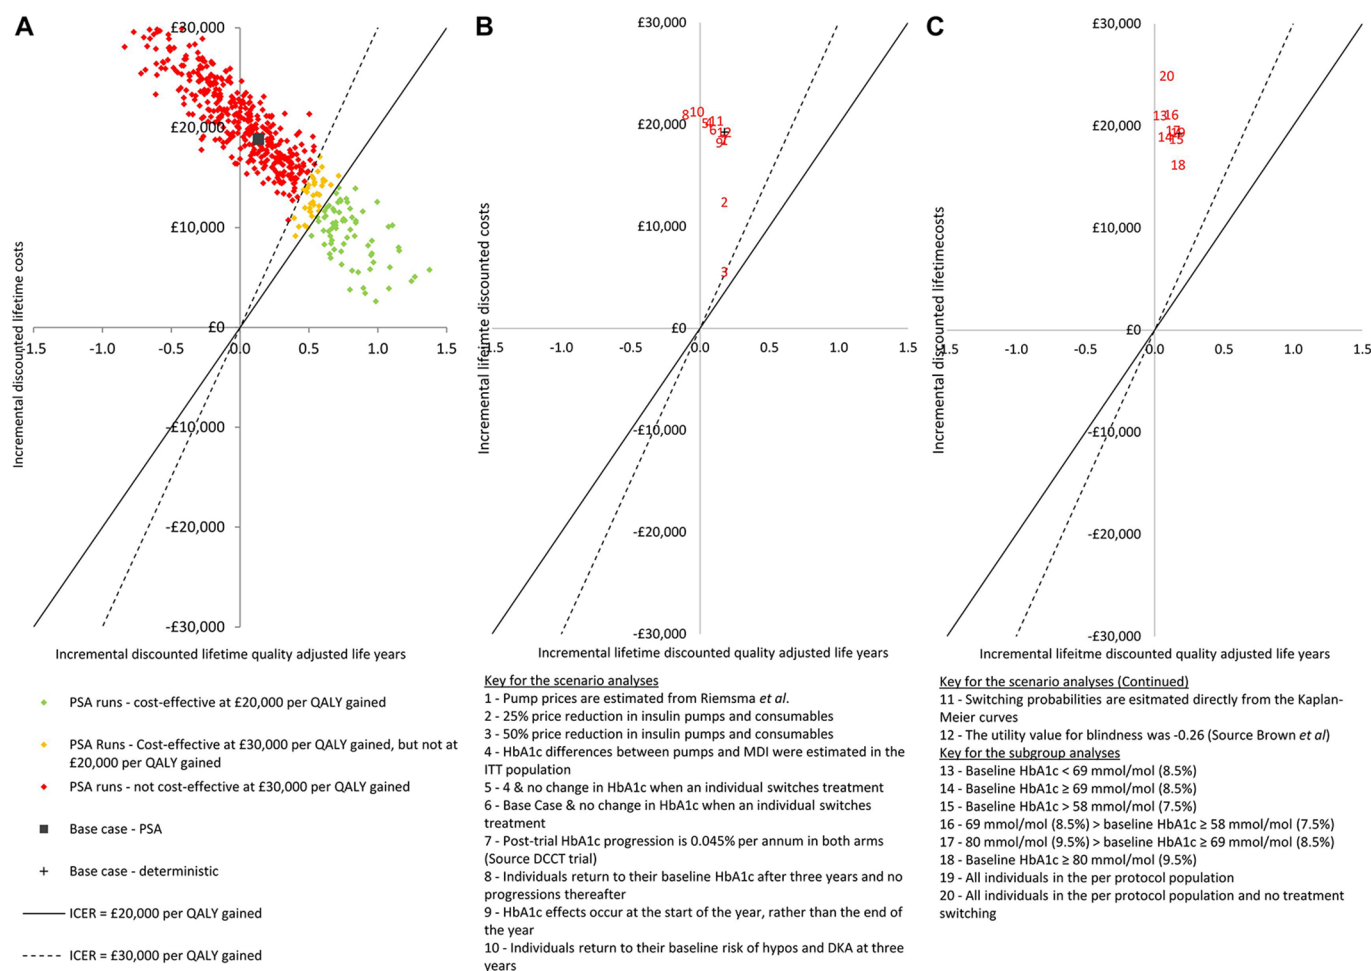 A
£30,000
£20,000
£10,000
£0
-1.5
-1.0
-0.5
0.0
0.5
1.0
1.5
-£10,000
-£20,000
-£30,000
Incremental discounted lifetime costs
Incremental discounted lifetime quality adjusted life years
PSA runs - cost-effective at £20,000 per QALY gained
PSA Runs - Cost-effective at £30,000 per QALY gained, but not at
£20,000 per QALY gained
PSA runs - not cost-effective at £30,000 per QALY gained
Base case - PSA
Base case - deterministic
ICER = £20,000 per QALY gained
ICER = £30,000 per QALY gained
B
£30,000
8
10
5
11
£20,000
6
12
9
2
£10,000
3
£0
1.5
-1.0
-0.5
0.0
0.5
1.0
1.5
-£10,000
-£20,000
-£30,000
Incremental lifeimte discounted costs
Incremental lifetime discounted quality adjusted life years
Key for the scenario analyses
1 - Pump prices are estimated from Riemsma et al.
2 - 25% price reduction in insulin pumps and consumables
3 - 50% price reduction in insulin pumps and consumables
4 - HbA1c differences between pumps and MDI were estimated in the
ITT population
5 - 4 & no change in HbA1c when an individual switches treatment
6 - Base Case & no change in HbA1c when an individual switches
treatment
7 - Post-trial HbA1c progression is 0.045% per annum in both arms
(Source DCCT trial)
8 - Individuals return to their baseline HbA1c after three years and no
progressions thereafter
9 - HbA1c effects occur at the start of the year, rather than the end of
the year
10 - Individuals return to their baseline risk of hypos and DKA at three
years
C
£30,000
20
13
16
£20,000
14
17
19
15
18
£10,000
£0
1.5
-1.0
-0.5
0.0
0.5
1.0
1.5
-£10,000
-£20,000
-£30,000
Incremental discounted lifetimecosts
Incremental lifeitme discounted quality adjusted life years
Key for the scenario analyses (Continued)
11 - Switching probabilities are esitmated directly from the Kaplan-
Meier curves
12 - The utility value for blindness was -0.26 (Source Brown et al)
Key for the subgroup analyses
13 - Baseline HbA1c < 69 mmol/mol (8.5%)
14 - Baseline HbA1c ≥ 69 mmol/mol (8.5%)
15 - Baseline HbA1c > 58 mmol/mol (7.5%)
16 - 69 mmol/mol (8.5%) > baseline HbA1c ≥ 58 mmol/mol (7.5%)
17 - 80 mmol/mol (9.5%) > baseline HbA1c ≥ 69 mmol/mol (8.5%)
18 - Baseline HbA1c ≥ 80 mmol/mol (9.5%)
19 - All individuals in the per protocol population
20 - All individuals in the per protocol population and no treatment
switching